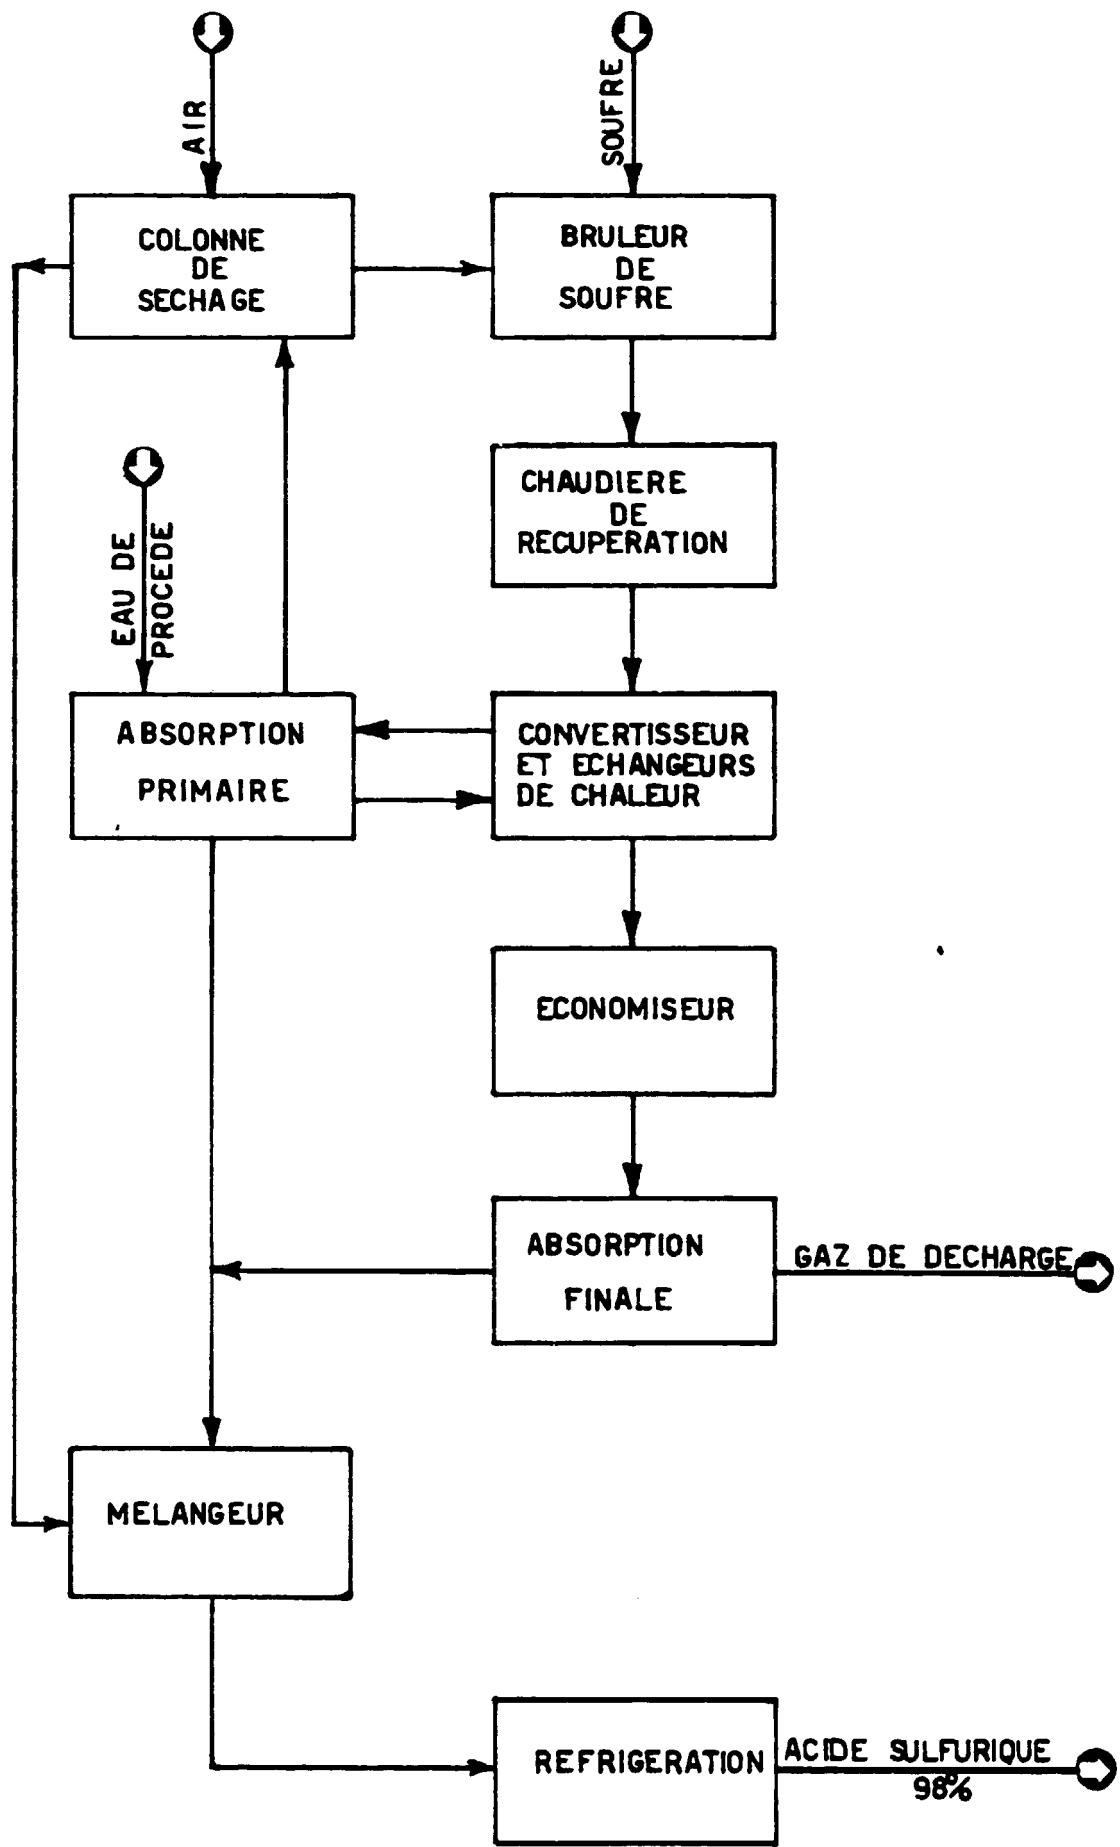 AIR
SOUFRE
COLONNE
DE
SECHAGE
BRULEUR
DE
SOUFRE
CHAUDIERE
DE
RECUPERATION
EAU DE
PROCEDE
ABSORPTION
PRIMAIRE
CONVERTISSEUR
ET ECHANGEURS
DE CHALEUR
ECONOMISEUR
ABSORPTION
FINALE
GAZ DE DECHARGE
MELANGEUR
REFRIGERATION
ACIDE SULFURIQUE
98%